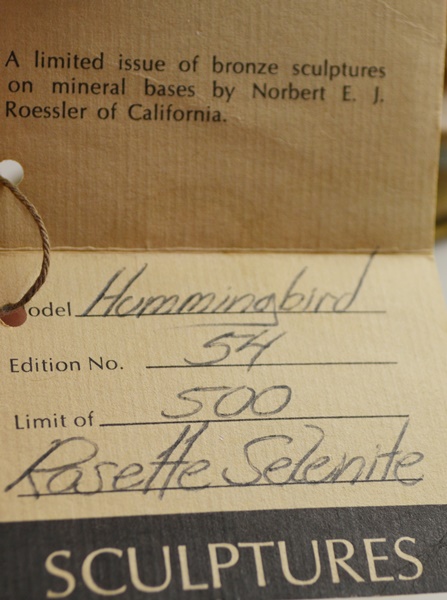 A limited issue of bronze sculptures
on mineral bases by Norbert E. J.
Roessler of California.
odel Hummingbird
Edition No. 54
Limit of 500
Rosette Selenite
SCULPTURES